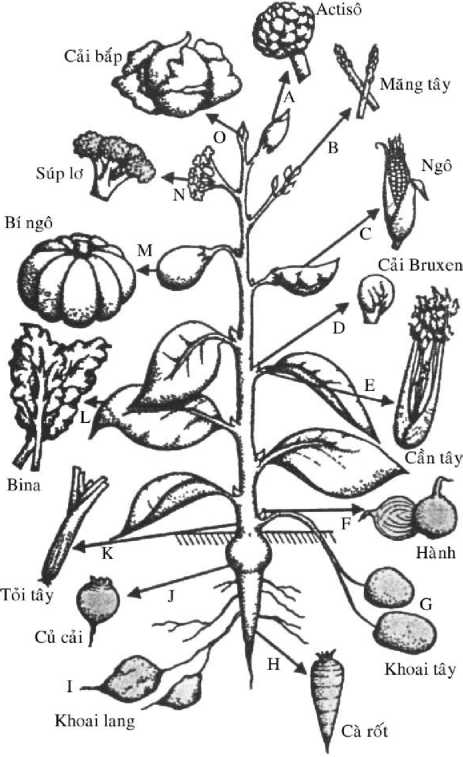 Actisô
Cải bắp
A
Măng tây
O
B
Súp lơ
N
Ngô
Bí ngô
M
C
Cải Bruxen
D
E
L
Cần tây
Bina
F
K
Hành
Tỏi tây
J
G
Củ cải
H
Khoai tây
I
Khoai lang
Cà rốt